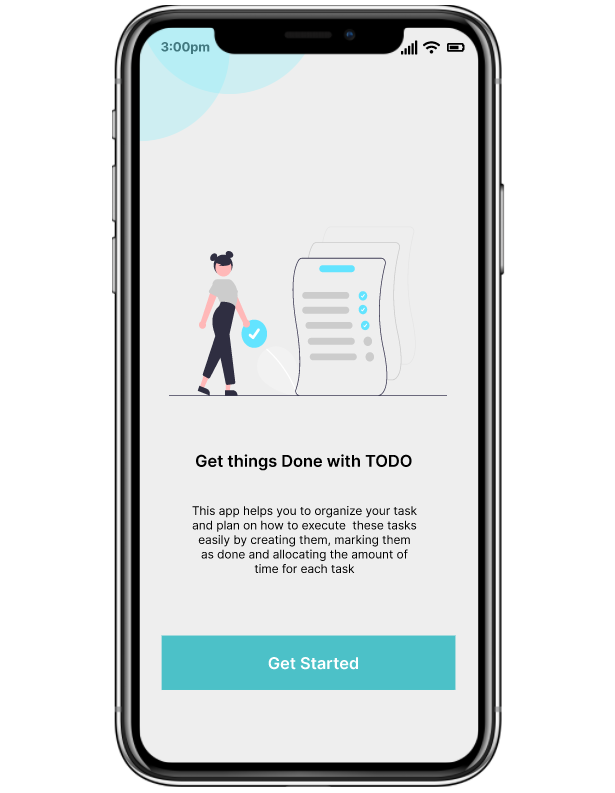 3:00pm
Get things Done with TODO
This app helps you to organize your task
and plan on how to execute  these tasks
easily by creating them, marking them
as done and allocating the amount of
time for each task
Get Started